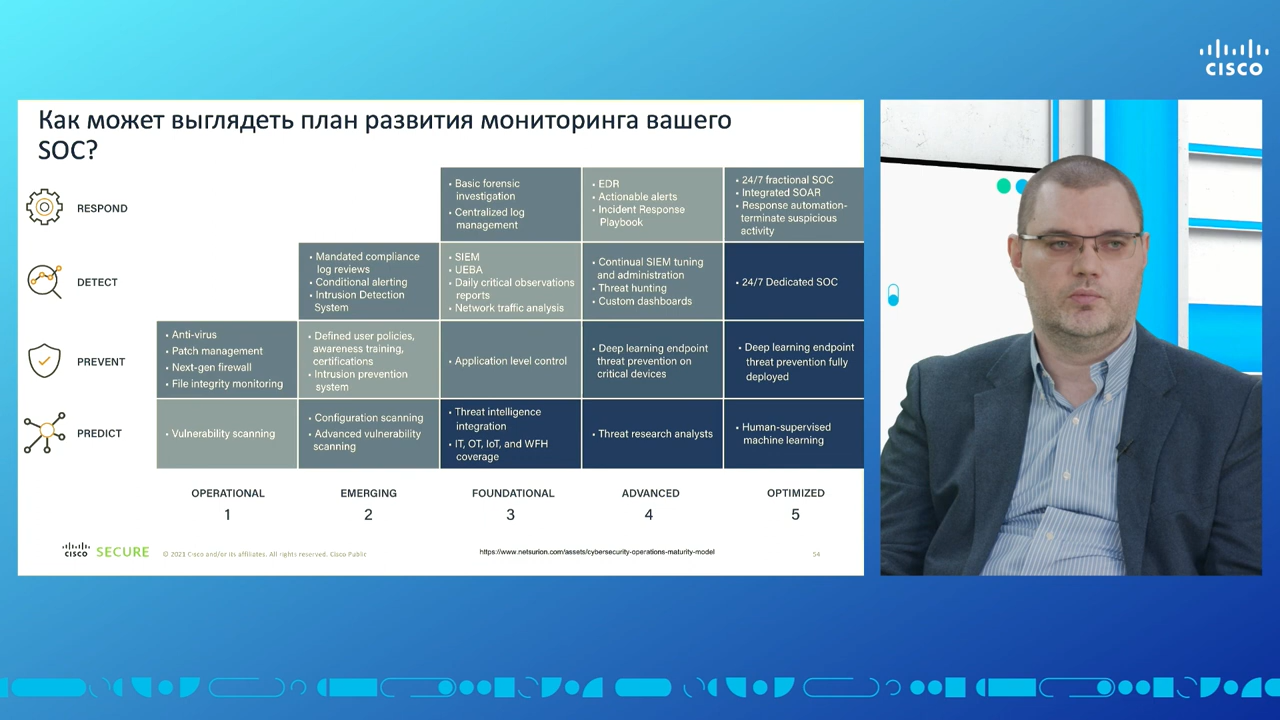 CISCO
Как может выглядеть план развития мониторинга вашего
SOC?
RESPOND
• Basic forensic
investigation
• Centralized log
management
• EDR
• Actionable alerts
• Incident Response
Playbook
• 24/7 fractional SOC
• Integrated SOAR
• Response automation-
terminate suspicious
activity
DETECT
• Mandated compliance
log reviews
• Conditional alerting
• Intrusion Detection
System
• SIEM
• UEBA
• Daily critical observations
reports
• Network traffic analysis
• Continual SIEM tuning
and administration
• Threat hunting
• Custom dashboards
• 24/7 Dedicated SOC
PREVENT
• Anti-virus
• Patch management
• Next-gen firewall
• File integrity monitoring
• Defined user policies,
awareness training,
certifications
• Intrusion prevention
system
• Application level control
• Deep learning endpoint
threat prevention on
critical devices
• Deep learning endpoint
threat prevention fully
deployed
PREDICT
• Vulnerability scanning
• Configuration scanning
• Advanced vulnerability
scanning
• Threat intelligence
integration
• IT, OT, IoT, and WFH
coverage
• Threat research analysts
• Human-supervised
machine learning
OPERATIONAL
1
EMERGING
2
FOUNDATIONAL
3
ADVANCED
4
OPTIMIZED
5
CISCO SECURE
© 2021 Cisco and/or its affiliates. All rights reserved. Cisco Public
https://www.netsurion.com/assets/cybersecurity-operations-maturity-model
54